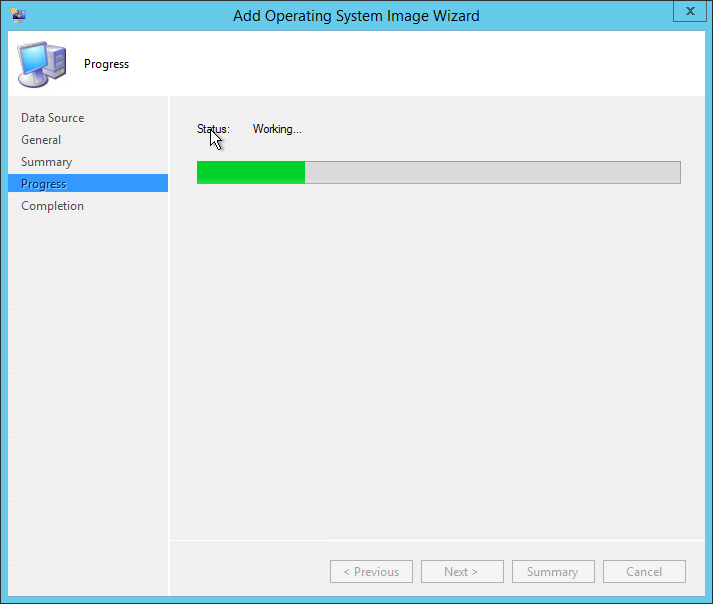 Add Operating System Image Wizard
x
Progress
Data Source
General
Summary
Progress
Completion
Status: Working...
< Previous
Next >
Summary
Cancel